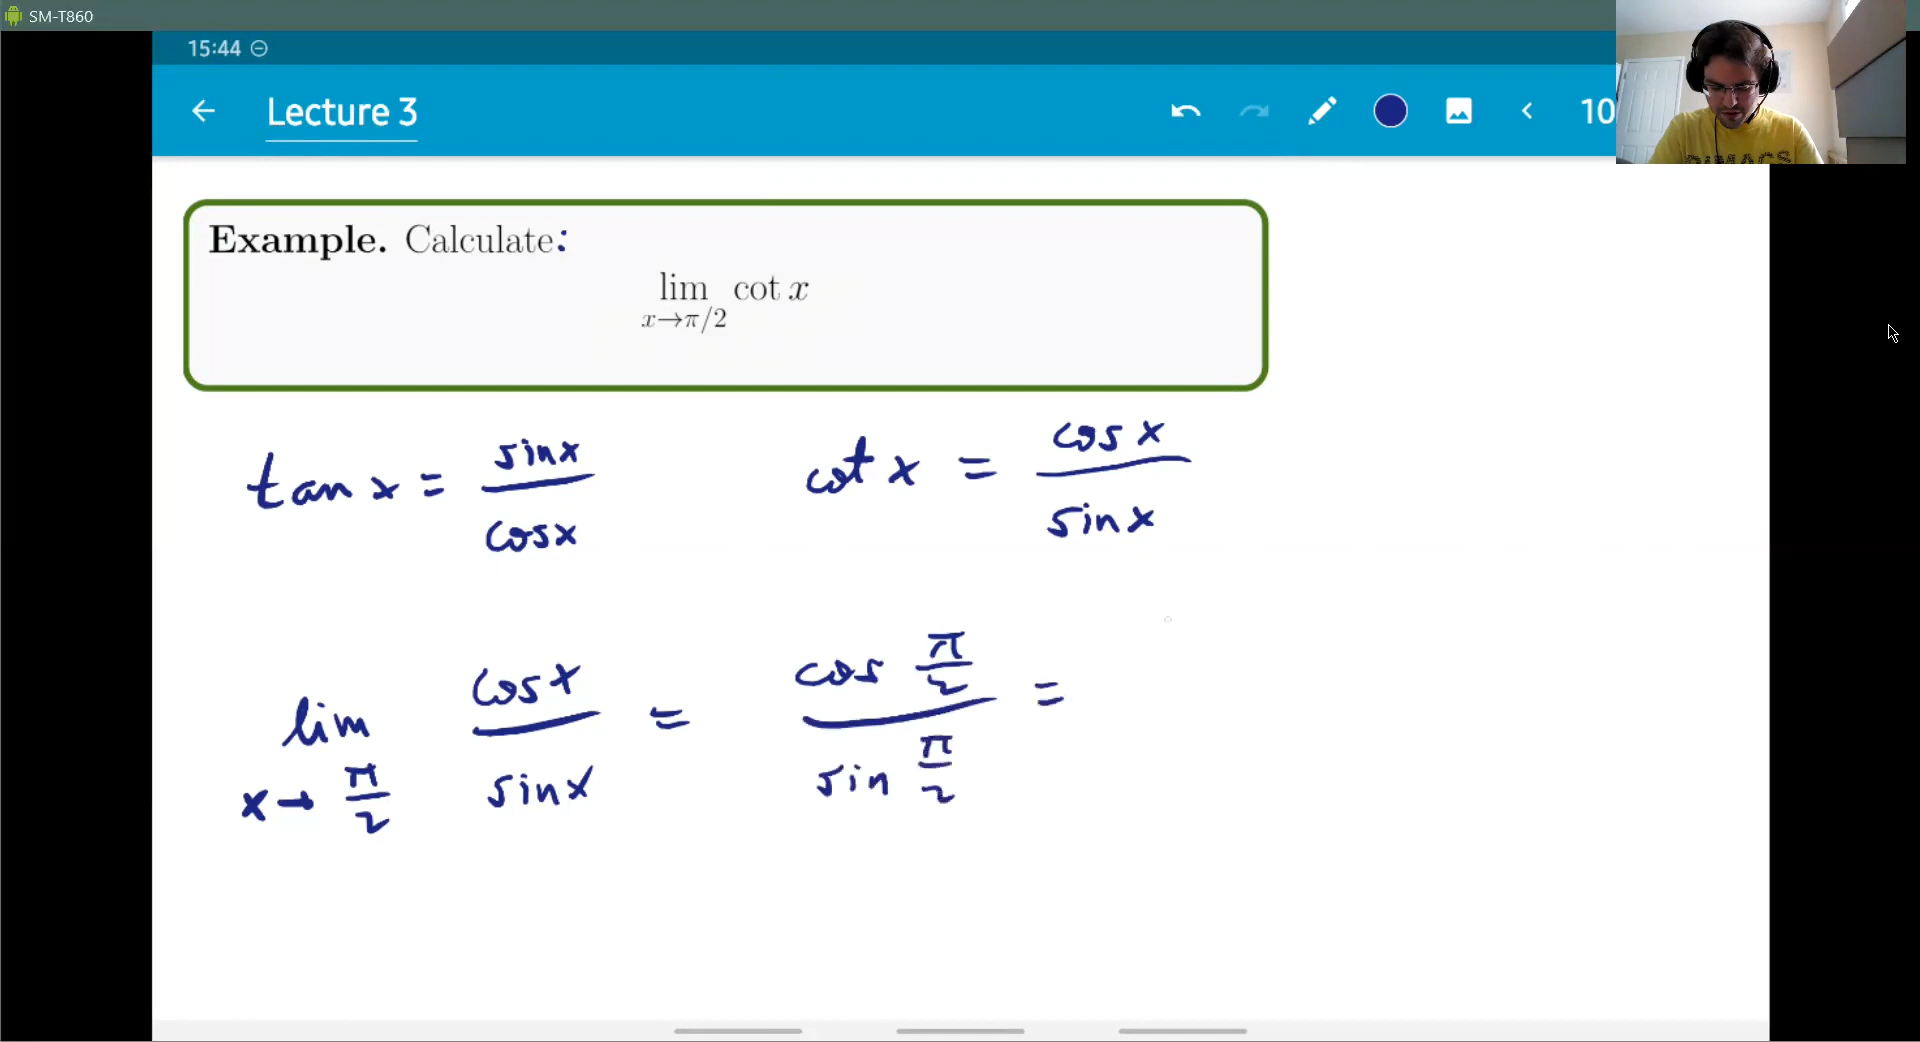 SM-T860
15:44
Lecture 3
10
Example. Calculate:
lim cot x
x→π/2
tan x = sin x / cos x
cot x = cos x / sin x
lim x→ π/2 cos x / sin x = cos π/2 / sin π/2 =